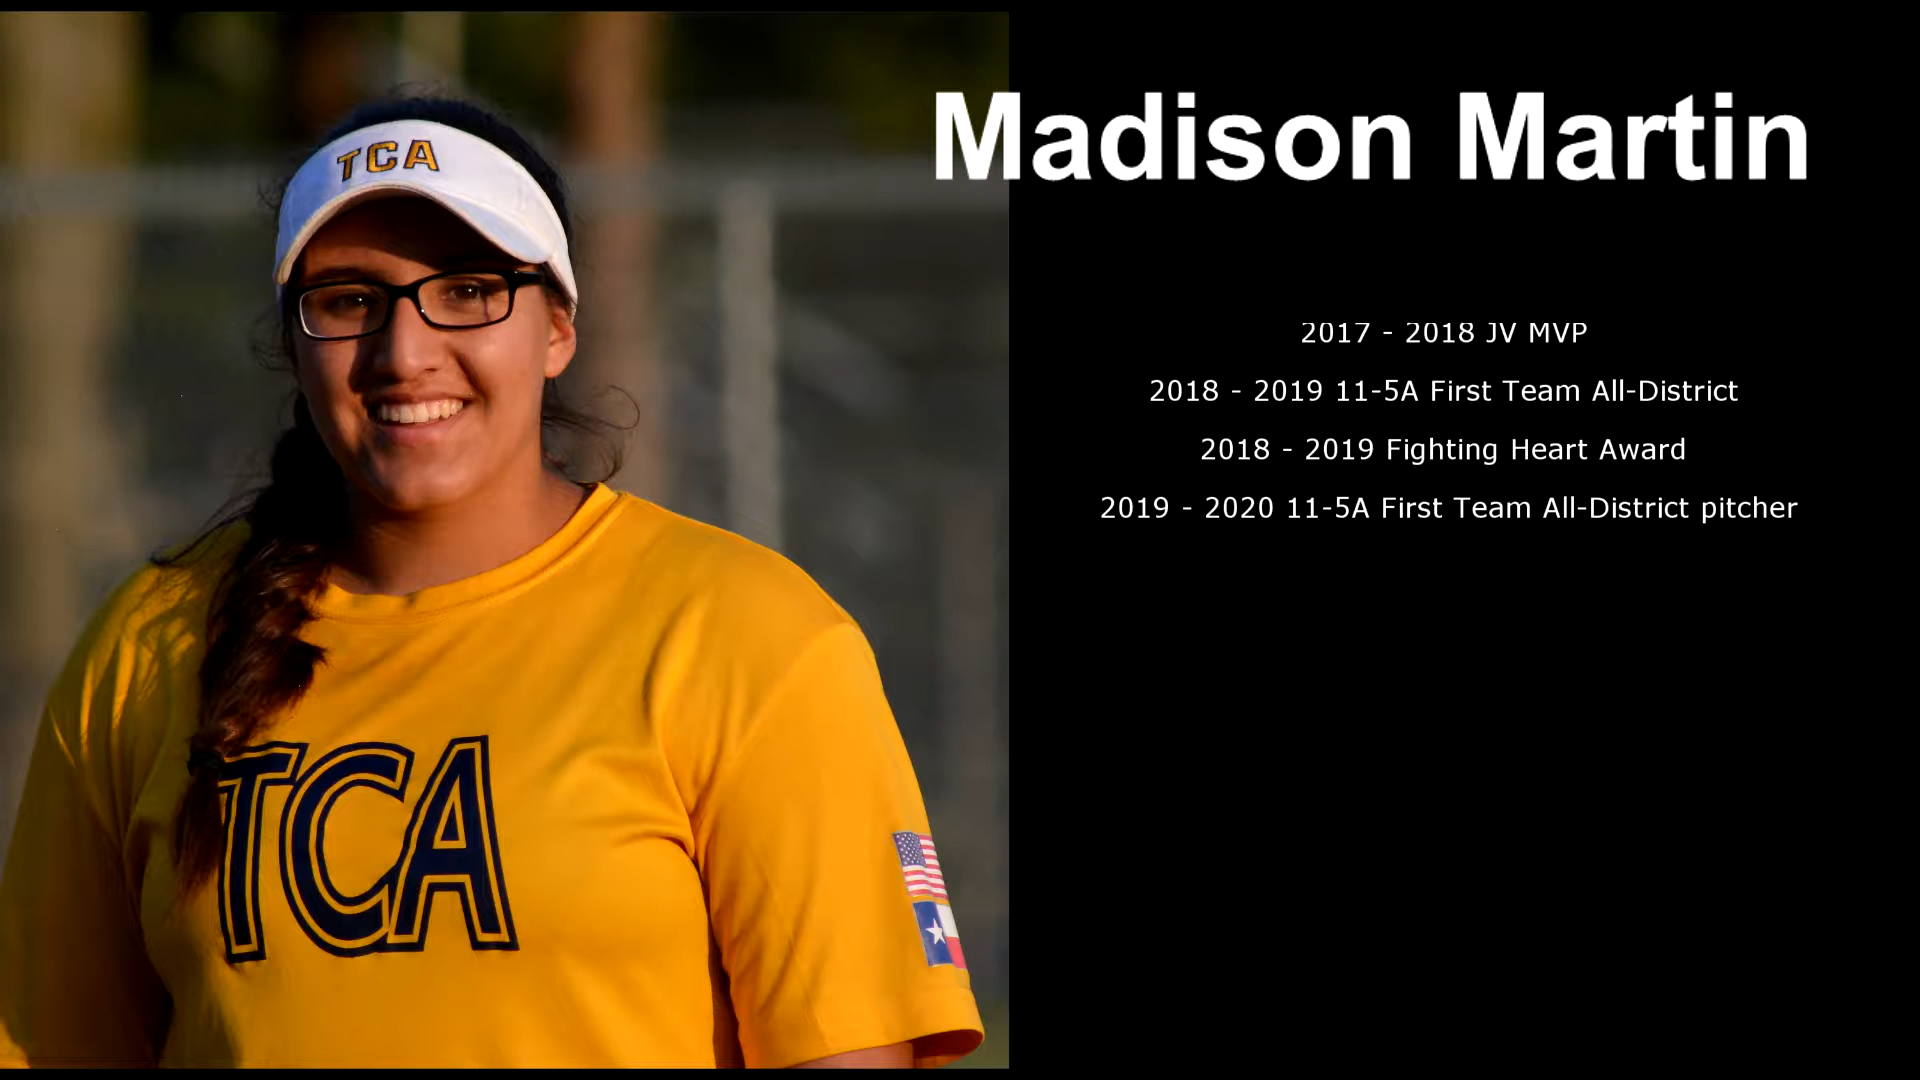 TCA
Madison Martin
2017 - 2018 JV MVP
2018 - 2019 11-5A First Team All-District
2018 - 2019 Fighting Heart Award
2019 - 2020 11-5A First Team All-District pitcher
TCA